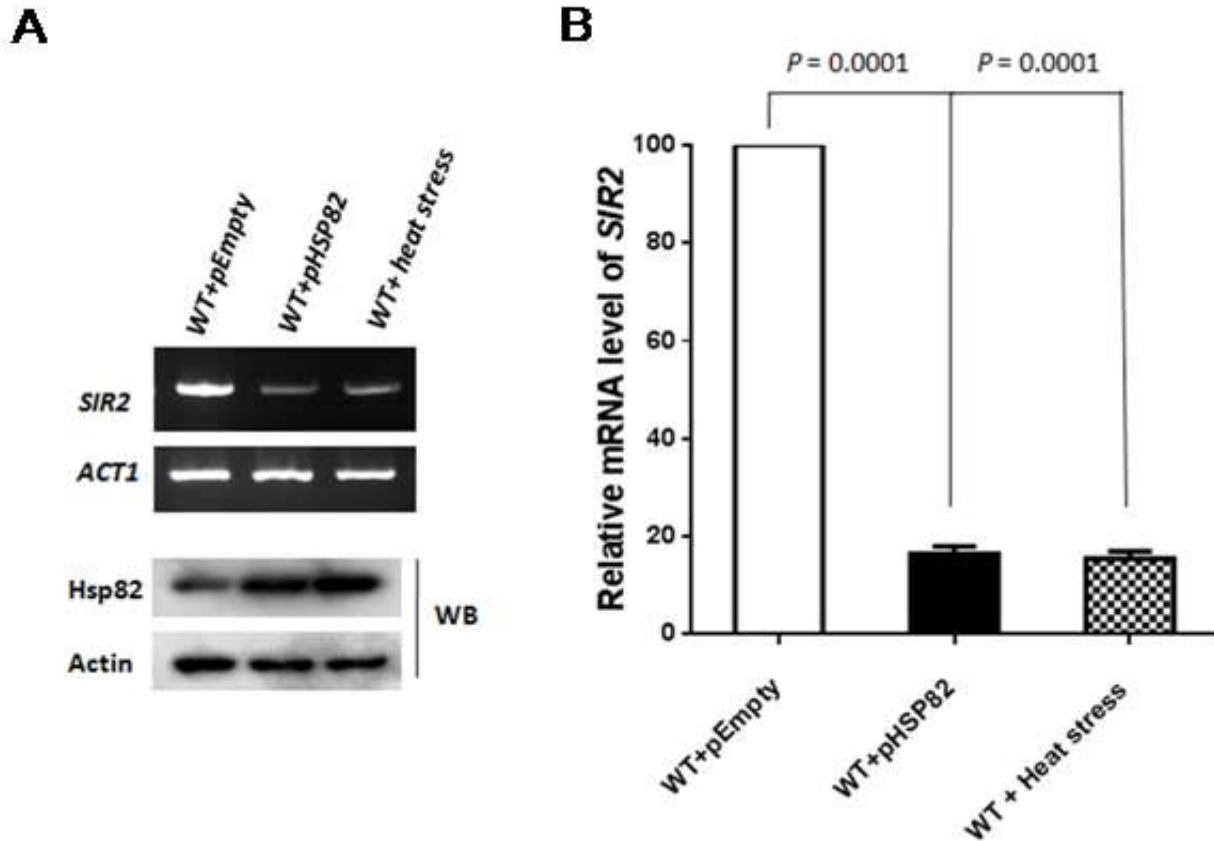 A
WT+pEmpty
WT+pHSP82
WT+ heat stress
SIR2
ACT1
Hsp82
Actin
WB
B
P = 0.0001
P = 0.0001
Relative mRNA level of SIR2
100
80
60
40
20
0
WT+pEmpty
WT+pHSP82
WT + Heat stress